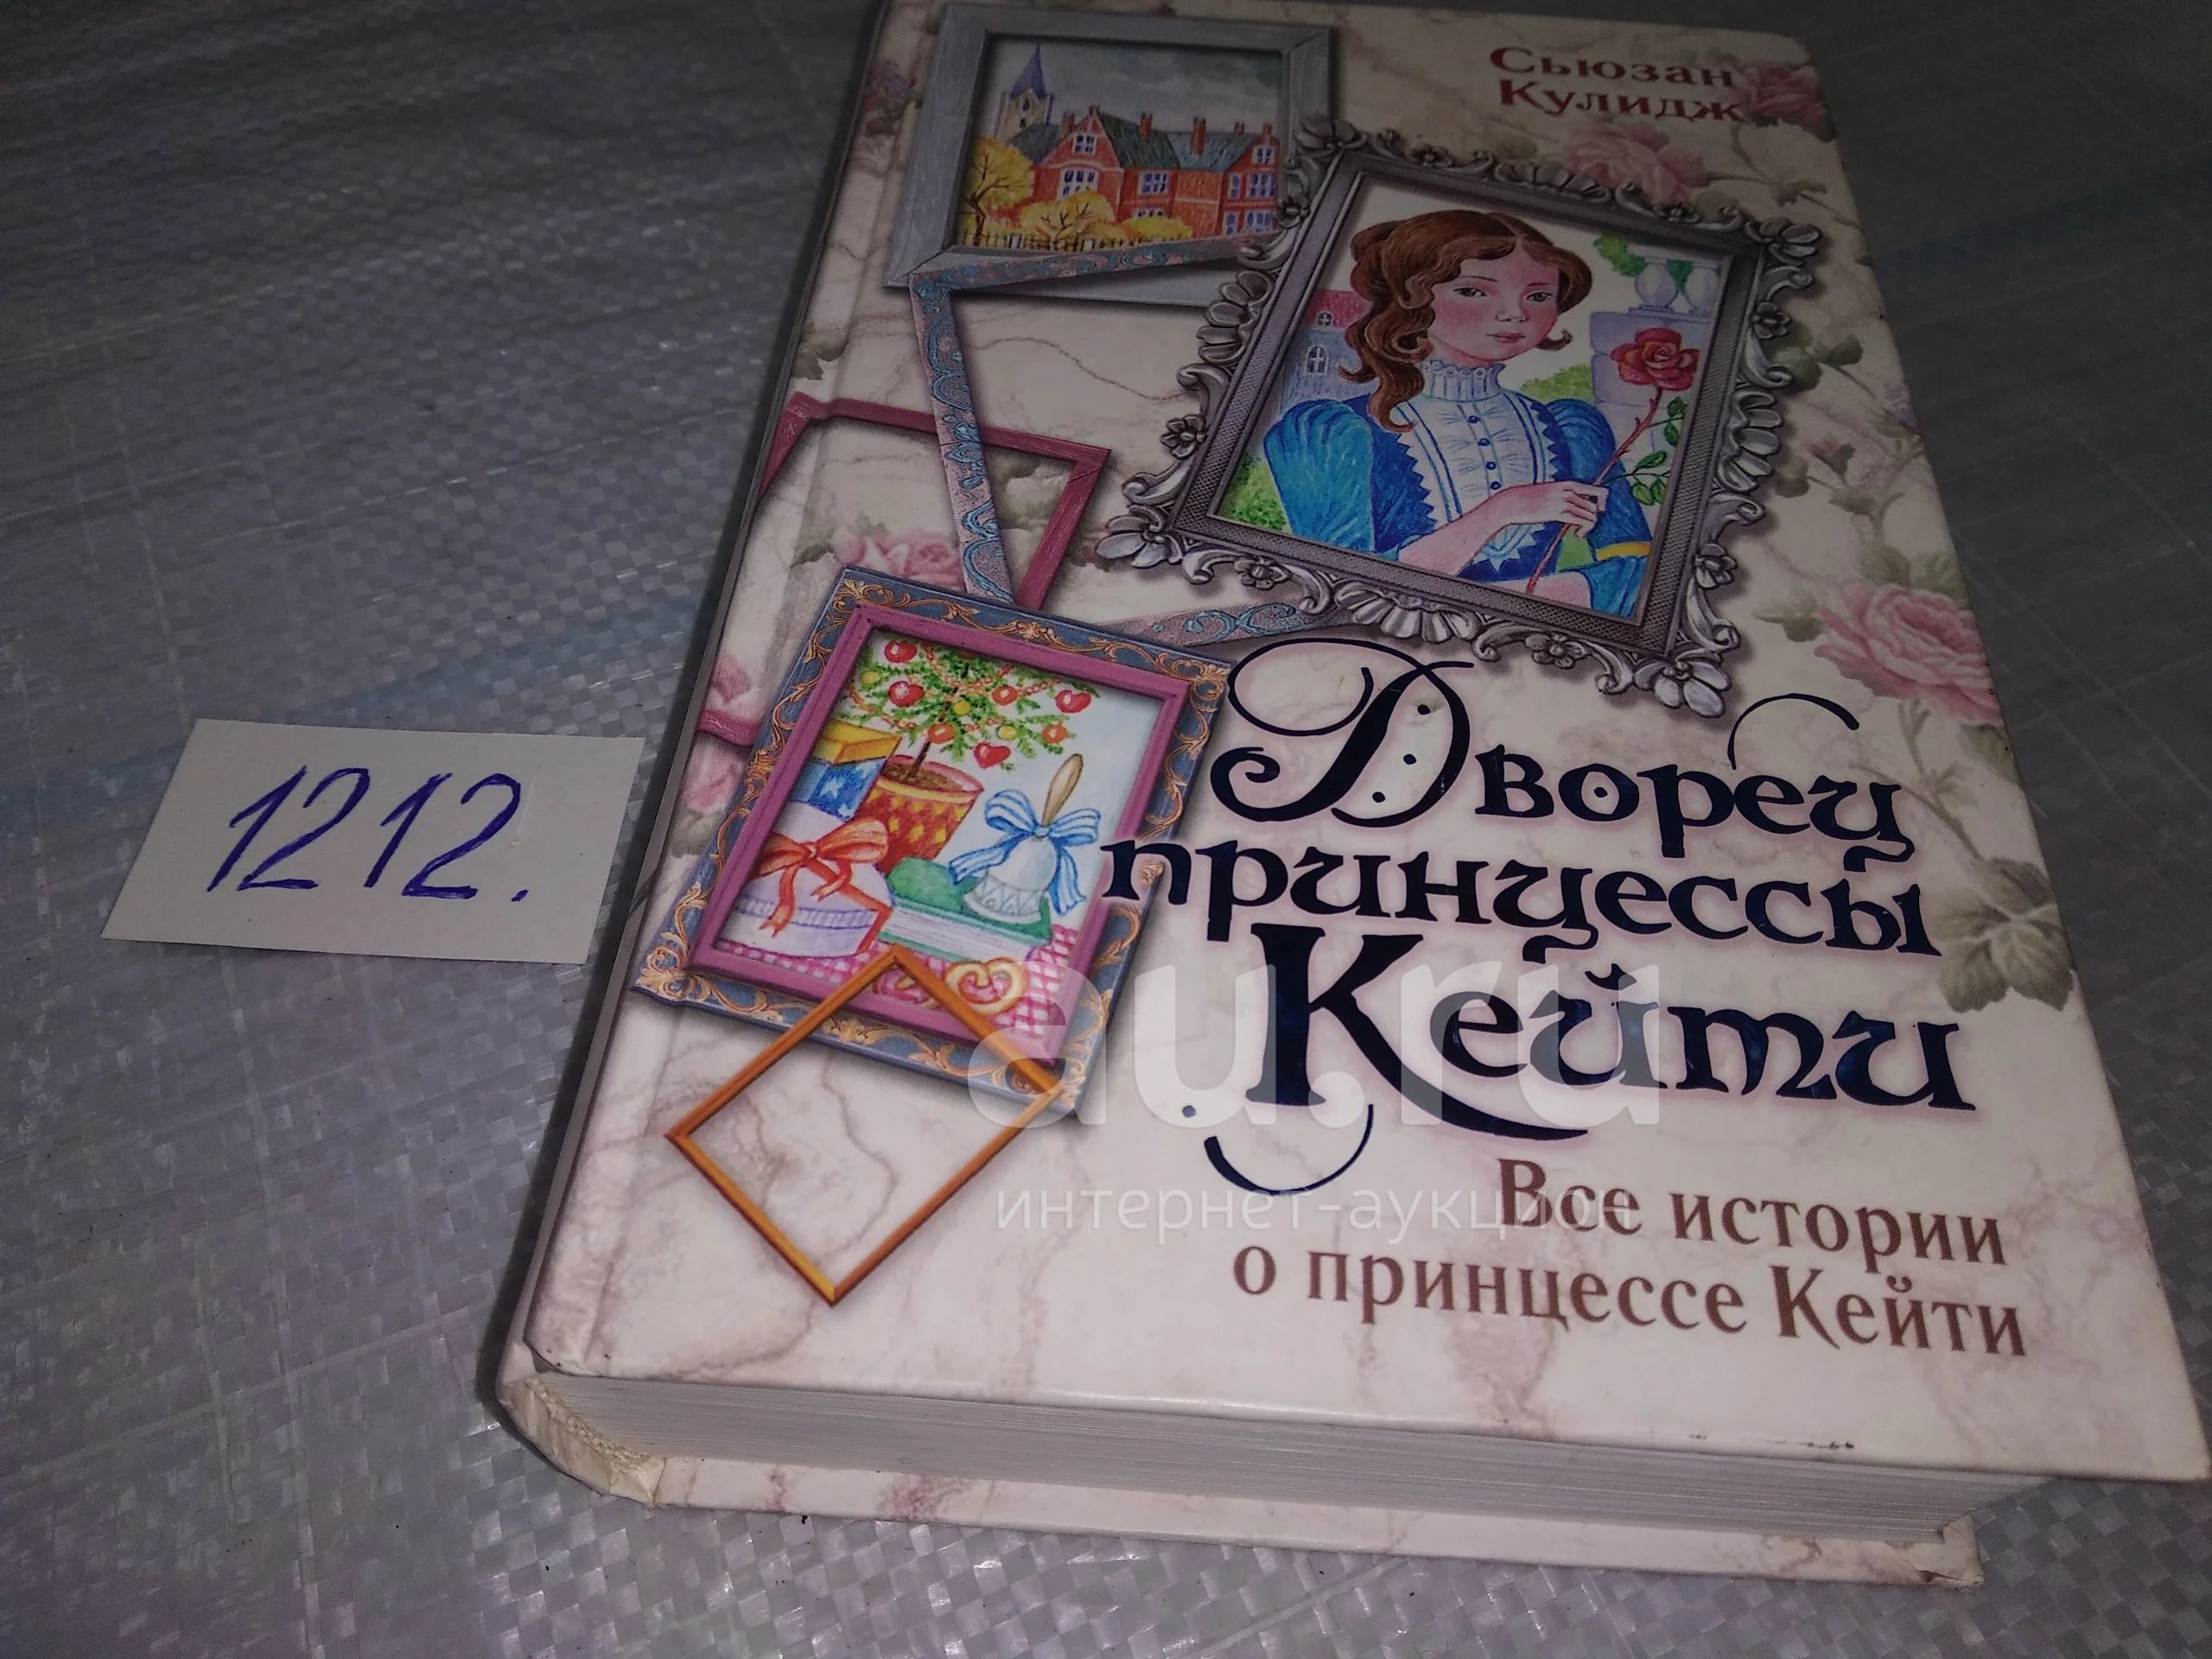 Сьюзан
Кулидж
1212.
Дворец
принцессы
Кейти
au.ru
интернет-аукцион
Все истории
о принцессе Кейти